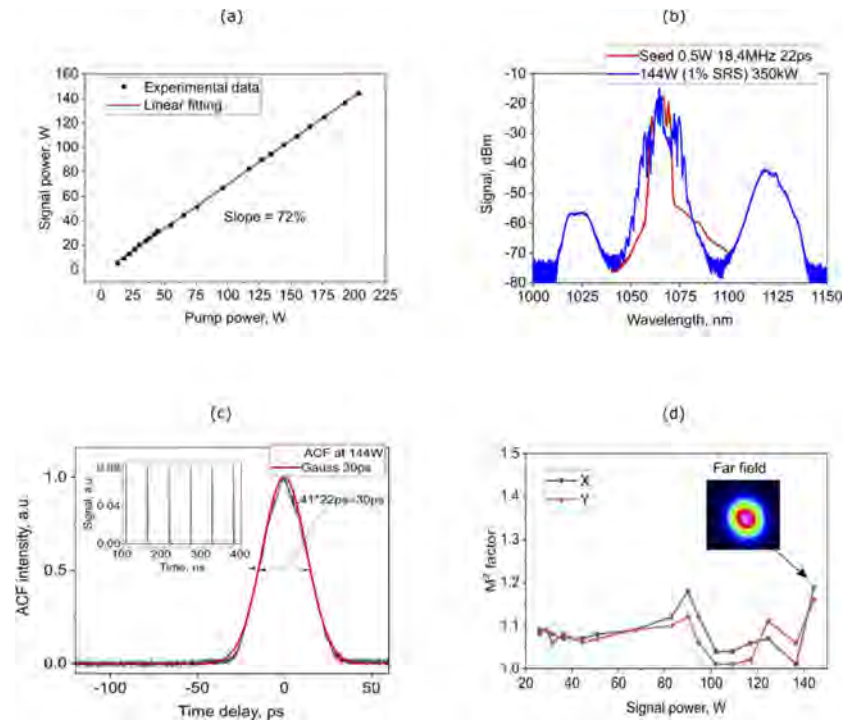 (a)
160
140
120
100
80
60
40
20
0
Signal power, W
Experimental data
Linear fitting
Slope = 72%
0 25 50 75 100 125 150 175 200 225
Pump power, W
(b)
Seed 0.5W 18.4MHz 22ps
144W (1% SRS) 350kW
-10
-20
-30
-40
-50
-60
-70
-80
Signal, dBm
1000 1025 1050 1075 1100 1125 1150
Wavelength, nm
(c)
ACF at 144W
Gauss 30ps
1.0
0.5
0.0
ACF intensity, a.u.
0.08
0.04
0.00
Signal, a.u.
100 200 300 400
Time, ns
.41*22ps=30ps
-100 -50 0 50
Time delay, ps
(d)
1.5
1.4
1.3
1.2
1.1
1.0
M² factor
X
Y
Far field
20 40 60 80 100 120 140
Signal power, W